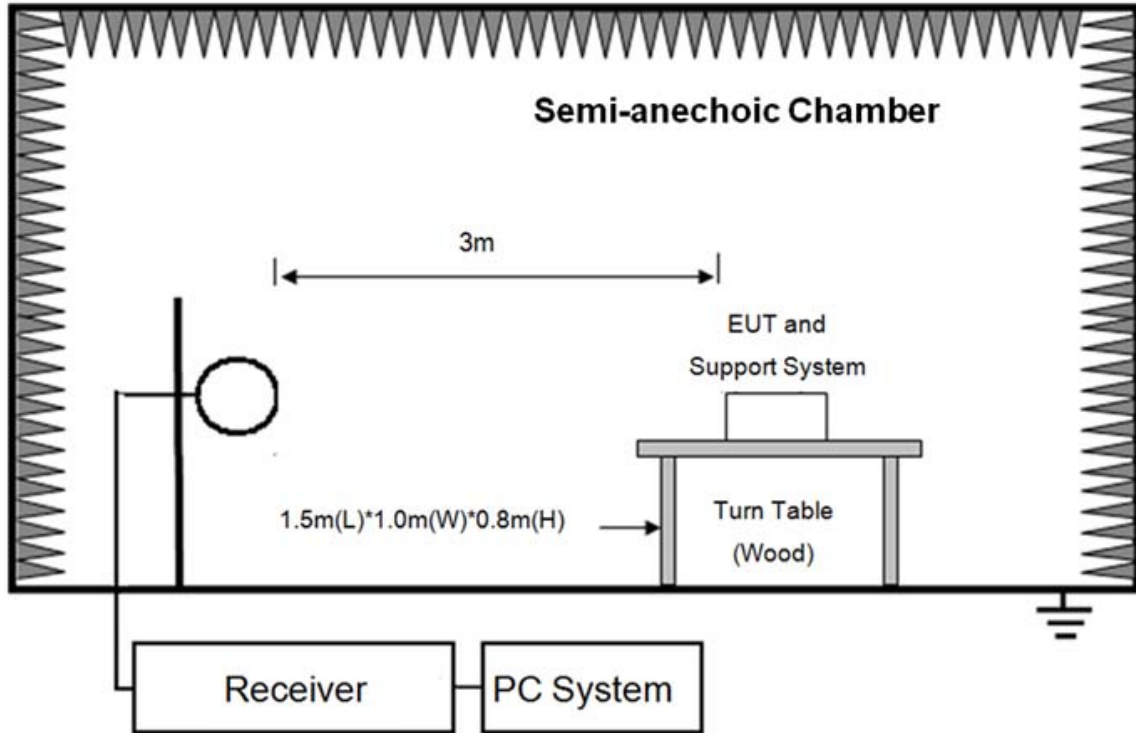 Semi-anechoic Chamber
3m
EUT and
Support System
1.5m(L)*1.0m(W)*0.8m(H)
Turn Table
(Wood)
Receiver
PC System